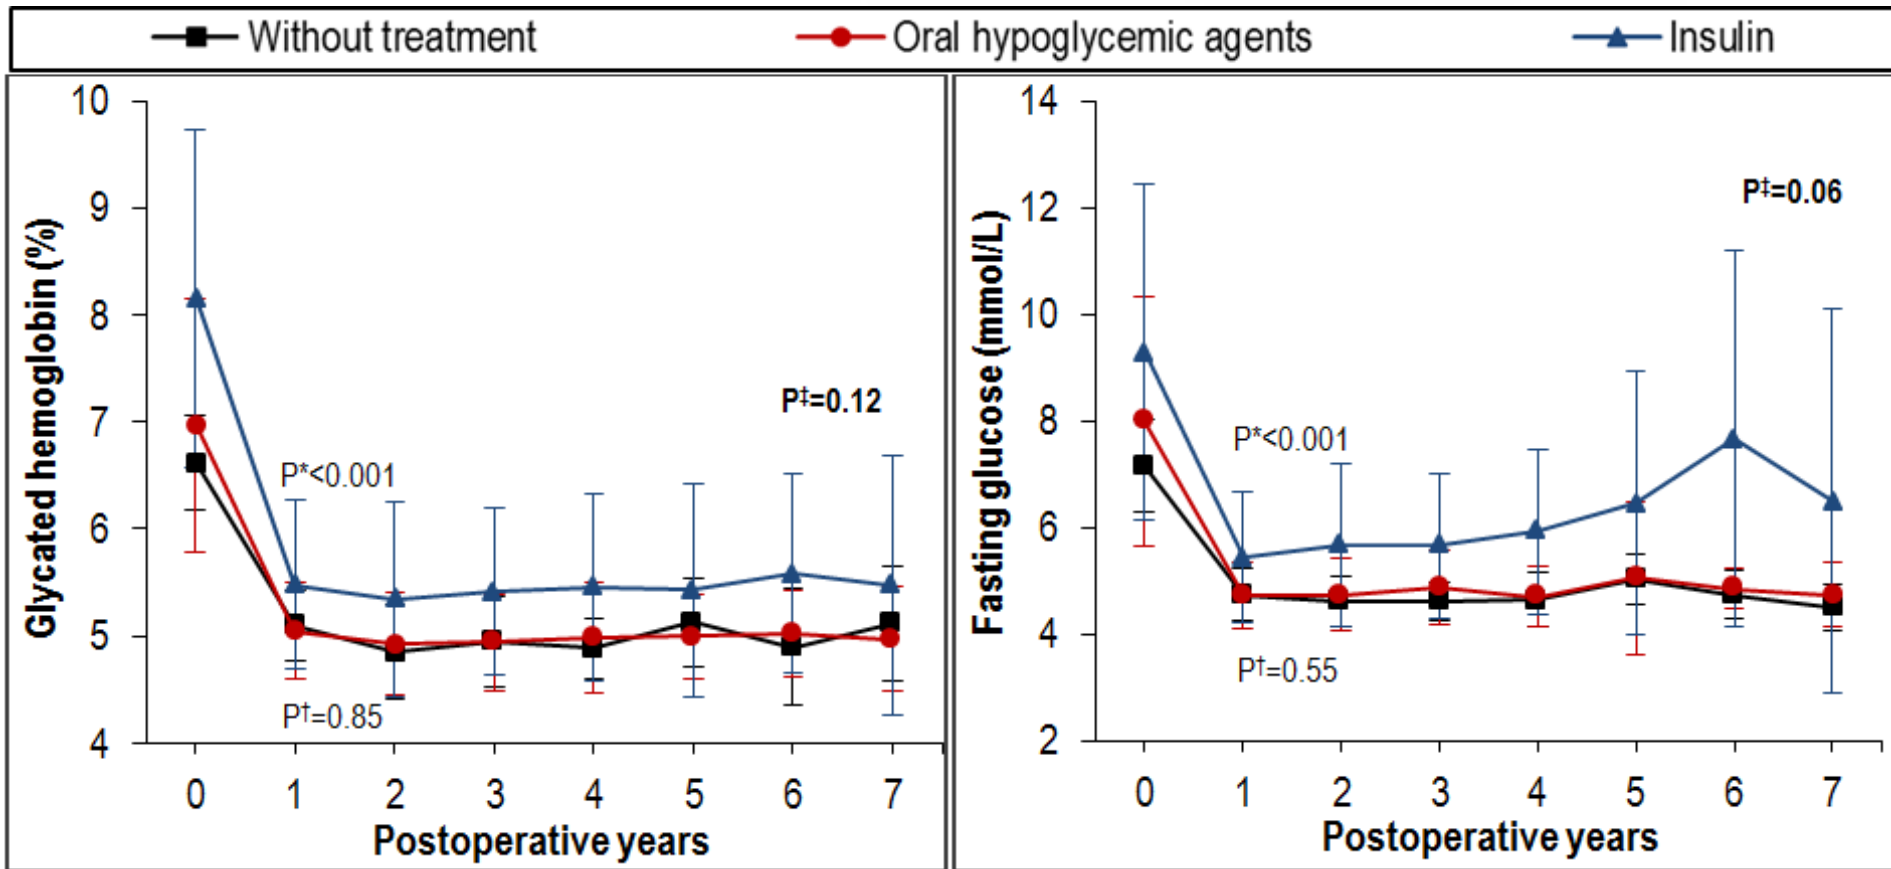 Without treatment Oral hypoglycemic agents Insulin
Glycated hemoglobin (%)
10
9
8
7
6
5
4
P*<0.001
P†=0.85
P‡=0.12
0 1 2 3 4 5 6 7
Postoperative years
Fasting glucose (mmol/L)
14
12
10
8
6
4
2
P‡=0.06
P*<0.001
P†=0.55
0 1 2 3 4 5 6 7
Postoperative years